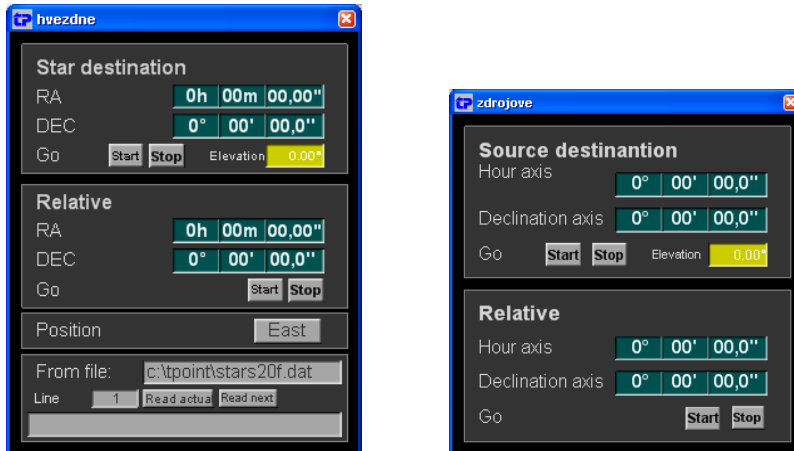 hvezdne
Star destination
RA 0h 00m 00,00"
DEC 0° 00' 00,0''
Go Start Stop Elevation 0.00°
Relative
RA 0h 00m 00,00"
DEC 0° 00' 00,0''
Go Start Stop
Position East
From file: c:\tpoint\stars20f.dat
Line 1 Read actual Read next
zdrojove
Source destinantion
Hour axis 0° 00' 00,0''
Declination axis 0° 00' 00,0''
Go Start Stop Elevation 0.00°
Relative
Hour axis 0° 00' 00,0''
Declination axis 0° 00' 00,0''
Go Start Stop